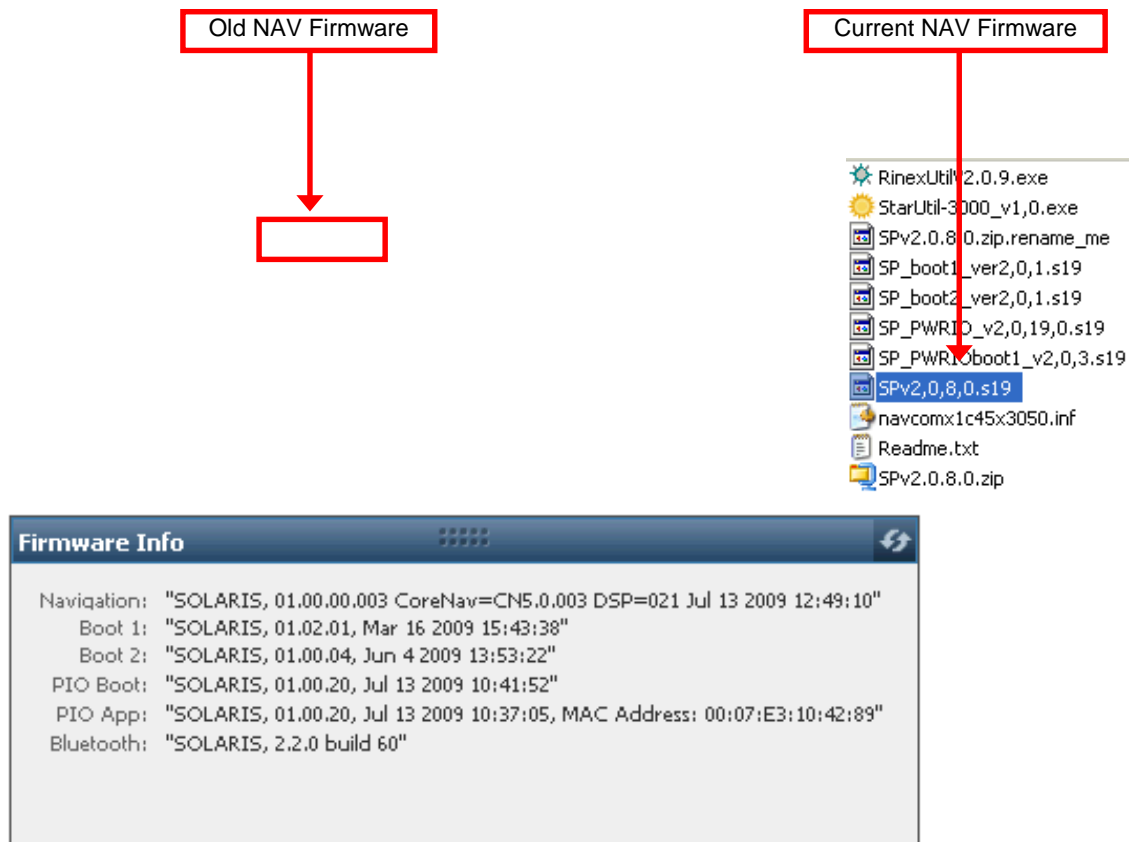 Old NAV Firmware
Current NAV Firmware
RinexUtilV2.0.9.exe
StarUtil-3000_v1,0.exe
SPv2.0.8.0.zip.rename_me
SP_boot1_ver2,0,1.s19
SP_boot2_ver2,0,1.s19
SP_PWRIO_v2,0,19,0.s19
SP_PWRIOboot1_v2,0,3.s19
SPv2,0,8,0.s19
navcomx1c45x3050.inf
Readme.txt
SPv2.0.8.0.zip
Firmware Info
Navigation: "SOLARIS, 01.00.00.003 CoreNav=CN5.0.003 DSP=021 Jul 13 2009 12:49:10"
Boot 1: "SOLARIS, 01.02.01, Mar 16 2009 15:43:38"
Boot 2: "SOLARIS, 01.00.04, Jun 4 2009 13:53:22"
PIO Boot: "SOLARIS, 01.00.20, Jul 13 2009 10:41:52"
PIO App: "SOLARIS, 01.00.20, Jul 13 2009 10:37:05, MAC Address: 00:07:E3:10:42:89"
Bluetooth: "SOLARIS, 2.2.0 build 60"